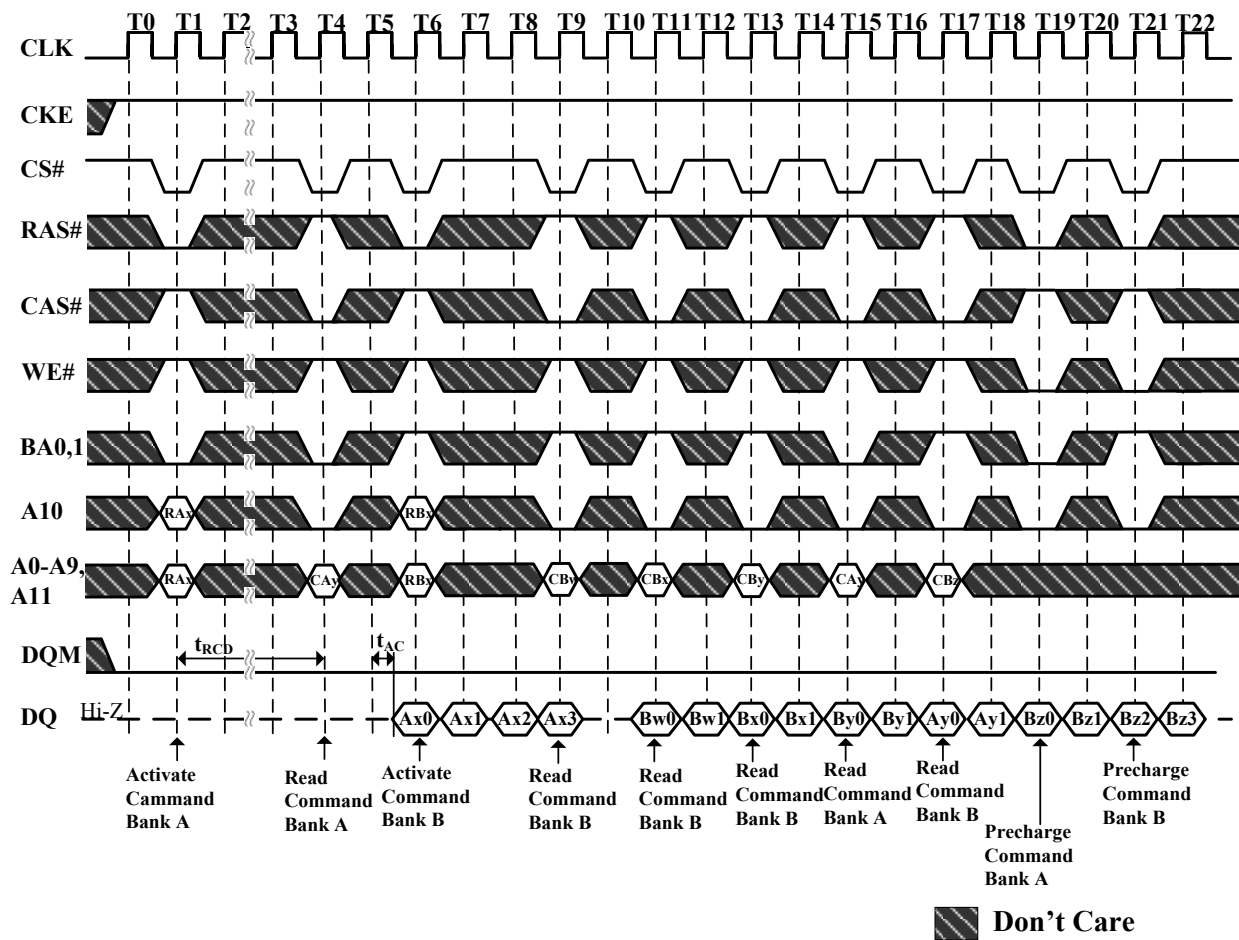 T0 T1 T2 T3 T4 T5 T6 T7 T8 T9 T10 T11 T12 T13 T14 T15 T16 T17 T18 T19 T20 T21 T22
CLK
CKE
CS#
RAS#
CAS#
WE#
BA0,1
A10 RAx RBx
A0-A9,
A11
RAx CAy RBx CBw CBx CBy CAy CBz
DQM tRCD tAC
DQ Hi-Z Ax0 Ax1 Ax2 Ax3 Bw0 Bw1 Bx0 Bx1 By0 By1 Ay0 Ay1 Bz0 Bz1 Bz2 Bz3
Activate
Cammand
Bank A
Read
Command
Bank A
Activate
Command
Bank B
Read
Command
Bank B
Read
Command
Bank B
Read
Command
Bank B
Read
Command
Bank A
Read
Command
Bank B
Precharge
Command
Bank A
Precharge
Command
Bank B
Don't Care